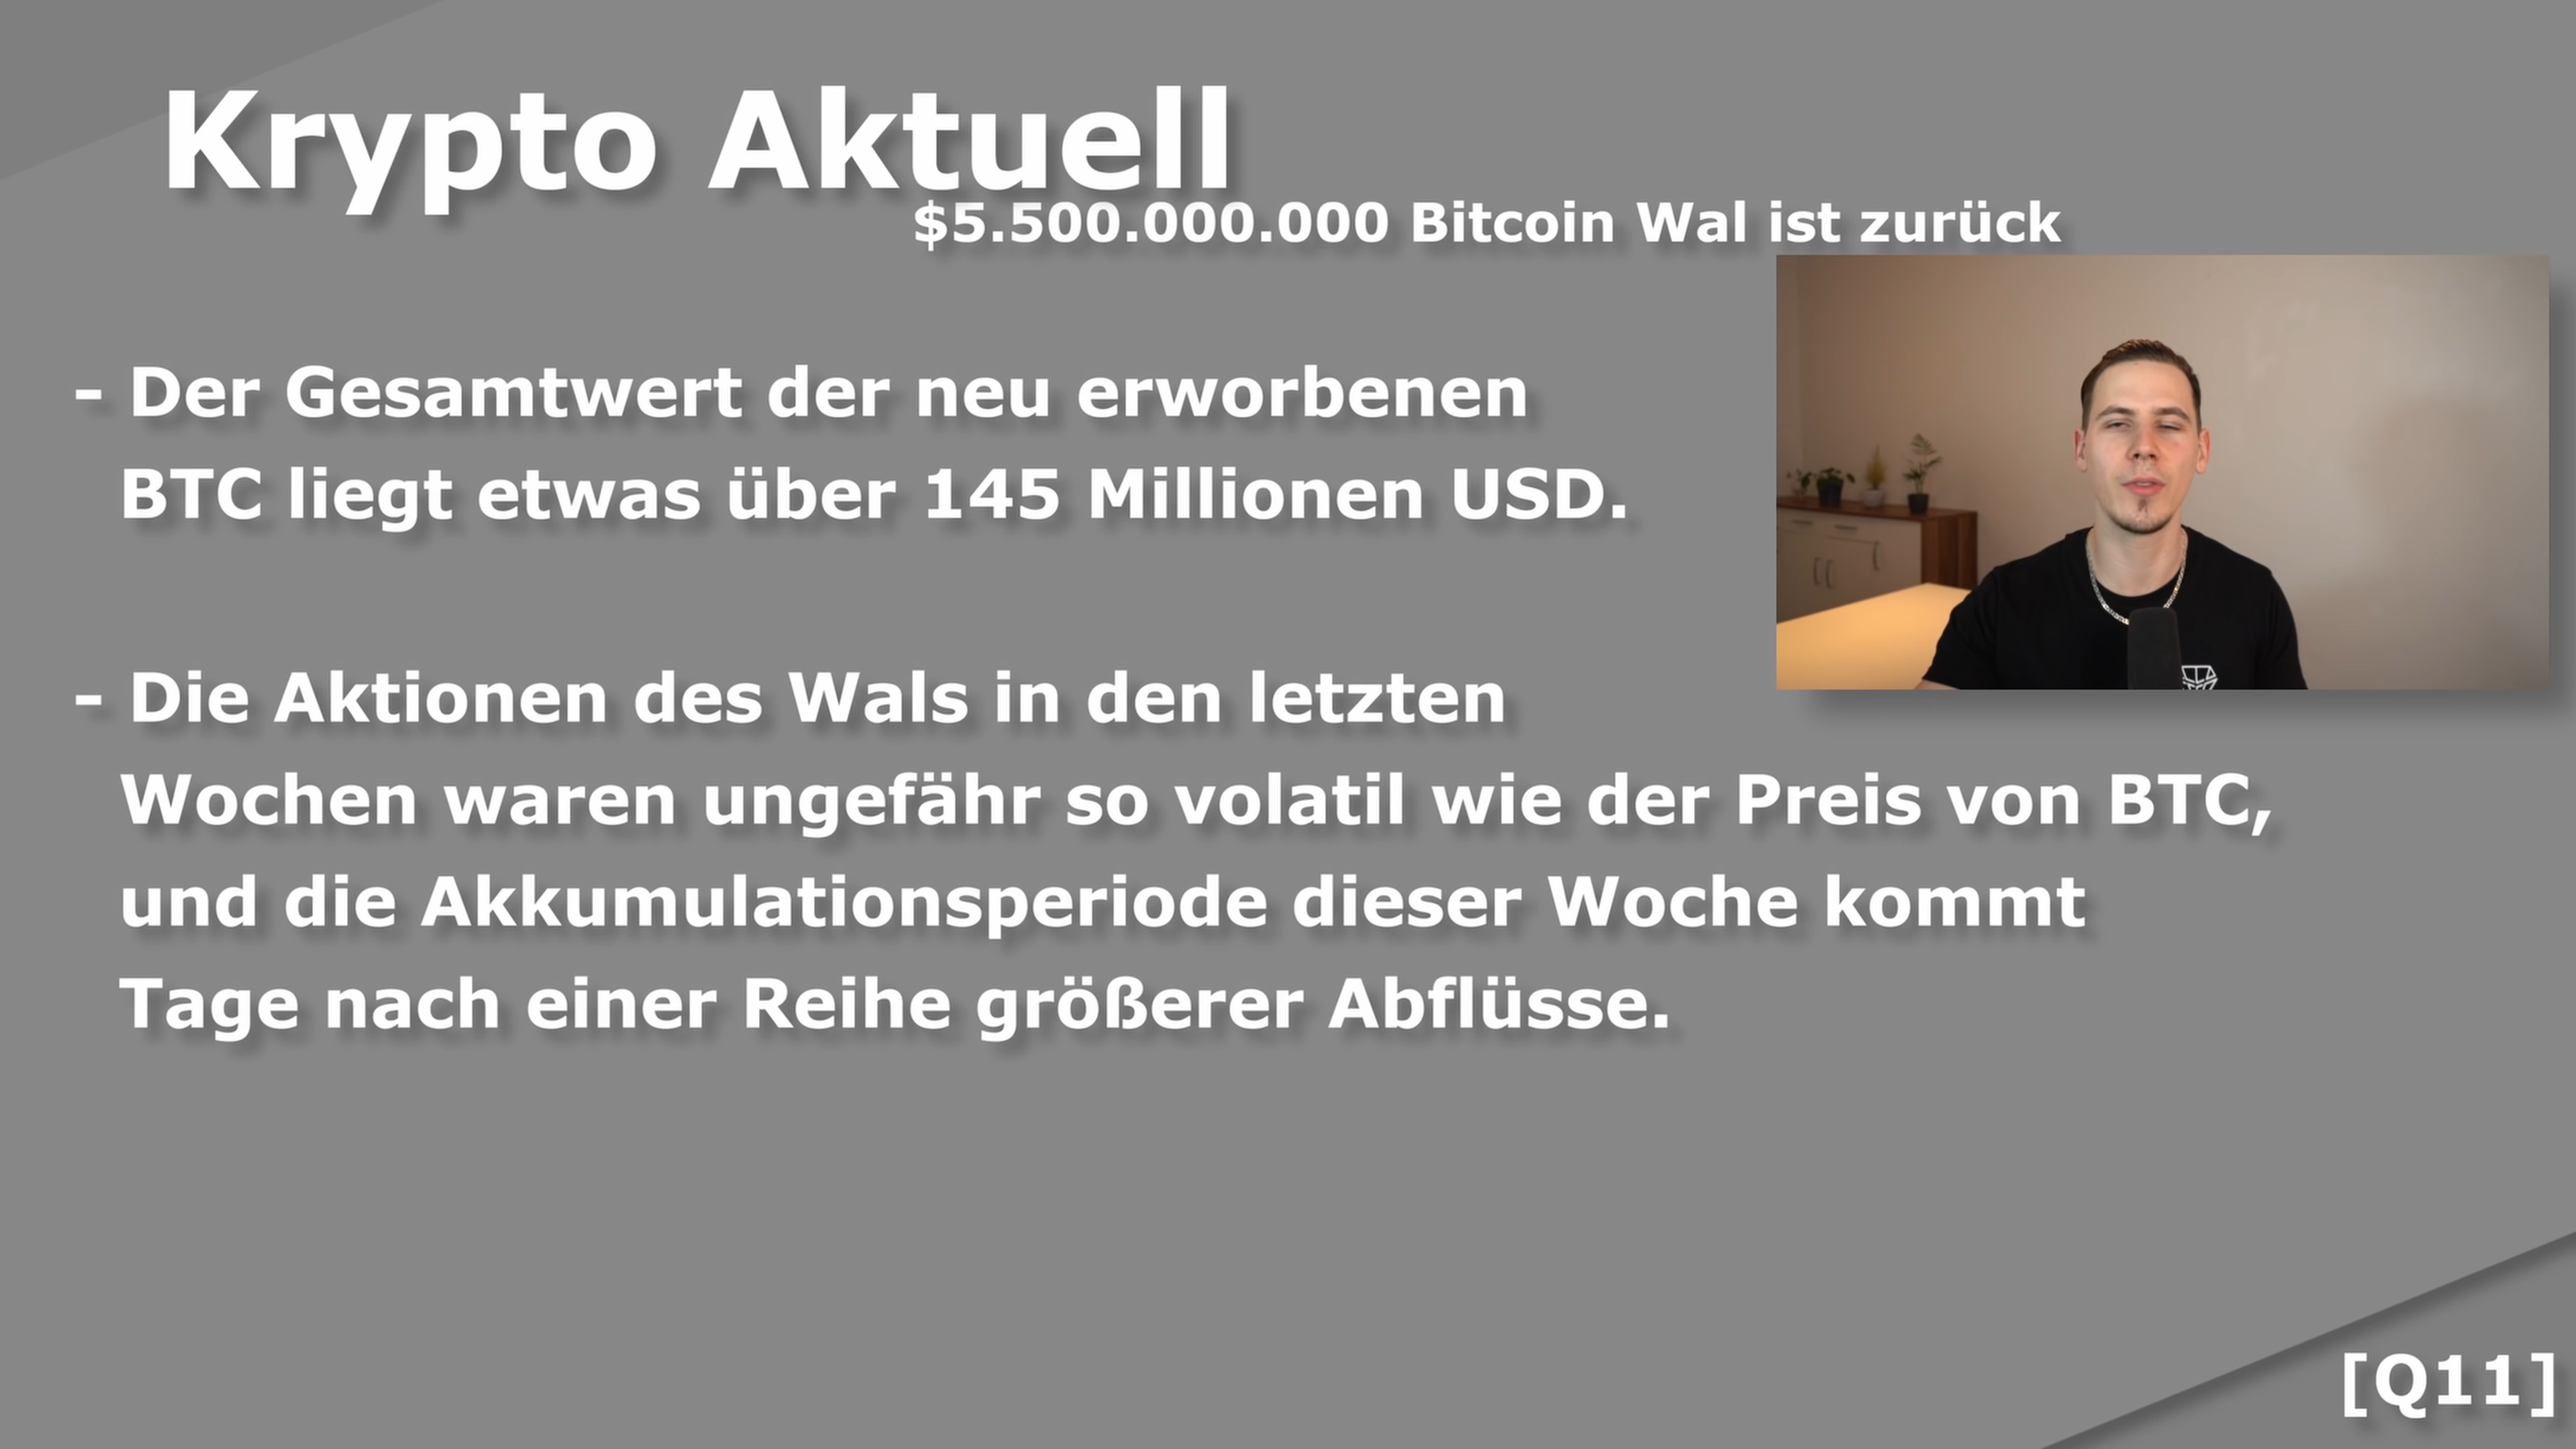 Krypto Aktuell
$5.500.000.000 Bitcoin Wal ist zurück
- Der Gesamtwert der neu erworbenen
BTC liegt etwas über 145 Millionen USD.
- Die Aktionen des Wals in den letzten
Wochen waren ungefähr so volatil wie der Preis von BTC,
und die Akkumulationsperiode dieser Woche kommt
Tage nach einer Reihe größerer Abflüsse.
[Q11]